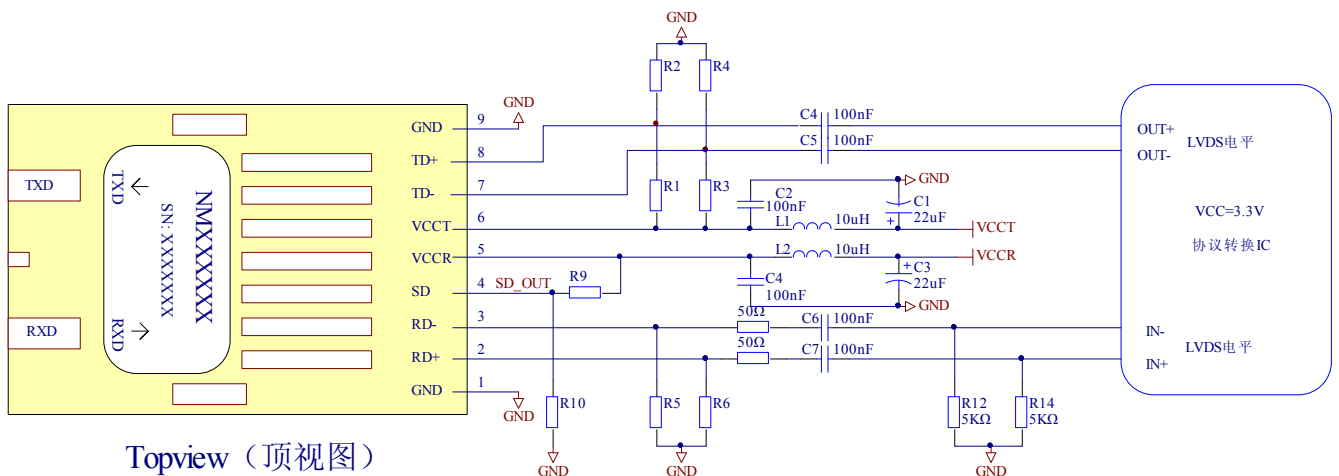 GND
R2
R4
GND
9
GND
C4
100nF
OUT+
LVDS电平
TD+
8
C5
100nF
OUT-
TXD
TXD
NMXXXXXX
SN: XXXXXXX
TD-
7
R1
R3
C2
100nF
GND
C1
22uF
VCC=3.3V
VCCT
6
L1
10uH
VCCT
协议转换IC
VCCR
5
L2
10uH
VCCR
SD
4
SD_OUT
R9
C4
100nF
C3
22uF
GND
RXD
RXD
RD-
3
50Ω
C6
100nF
IN-
LVDS电平
RD+
2
50Ω
C7
100nF
IN+
GND
1
GND
R10
R5
R6
R12
5KΩ
R14
5KΩ
Topview（顶视图）
GND
GND
GND